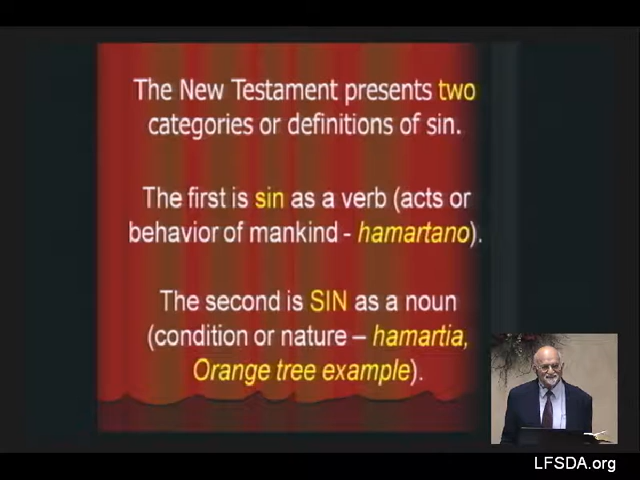 The New Testament presents two
categories or definitions of sin.
The first is sin as a verb (acts or
behavior of mankind - hamartano).
The second is SIN as a noun
(condition or nature – hamartia,
Orange tree example).
LFSDA.org